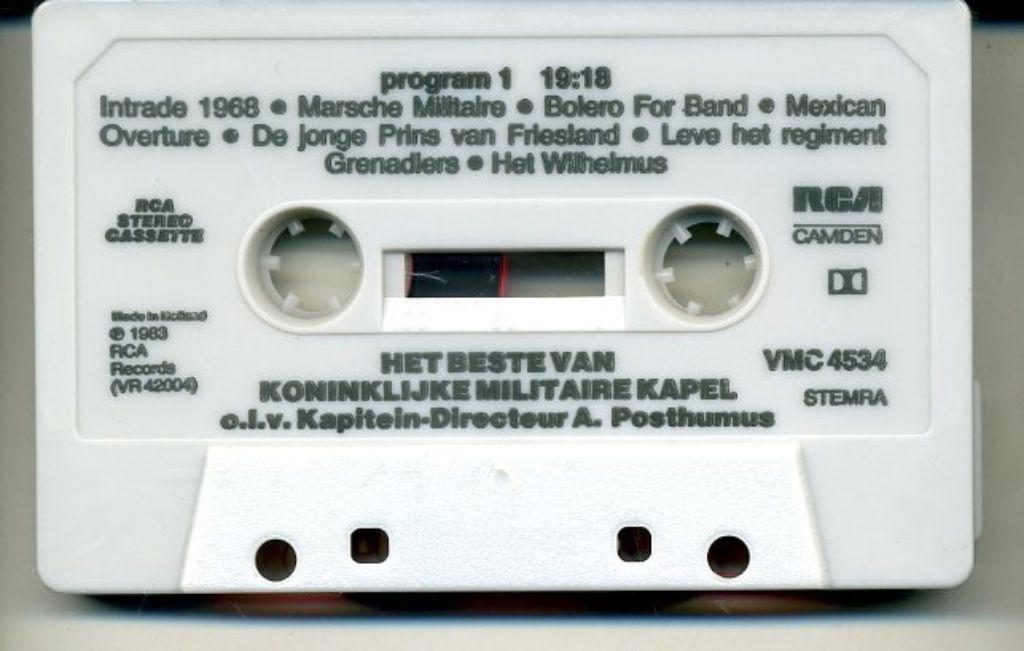 program 1 19:18
Intrade 1968 • Marsche Militaire • Bolero For Band • Mexican
Overture • De jonge Prins van Friesland • Leve het regiment
Grenadiers • Het Wilhelmus
RCA
STEREO
CASSETTE
RCA
CAMDEN
Made in Holland
℗ 1983
RCA
Records
(VR 42004)
HET BESTE VAN
KONINKLIJKE MILITAIRE KAPEL
o.l.v. Kapitein-Directeur A. Posthumus
VMC 4534
STEMRA